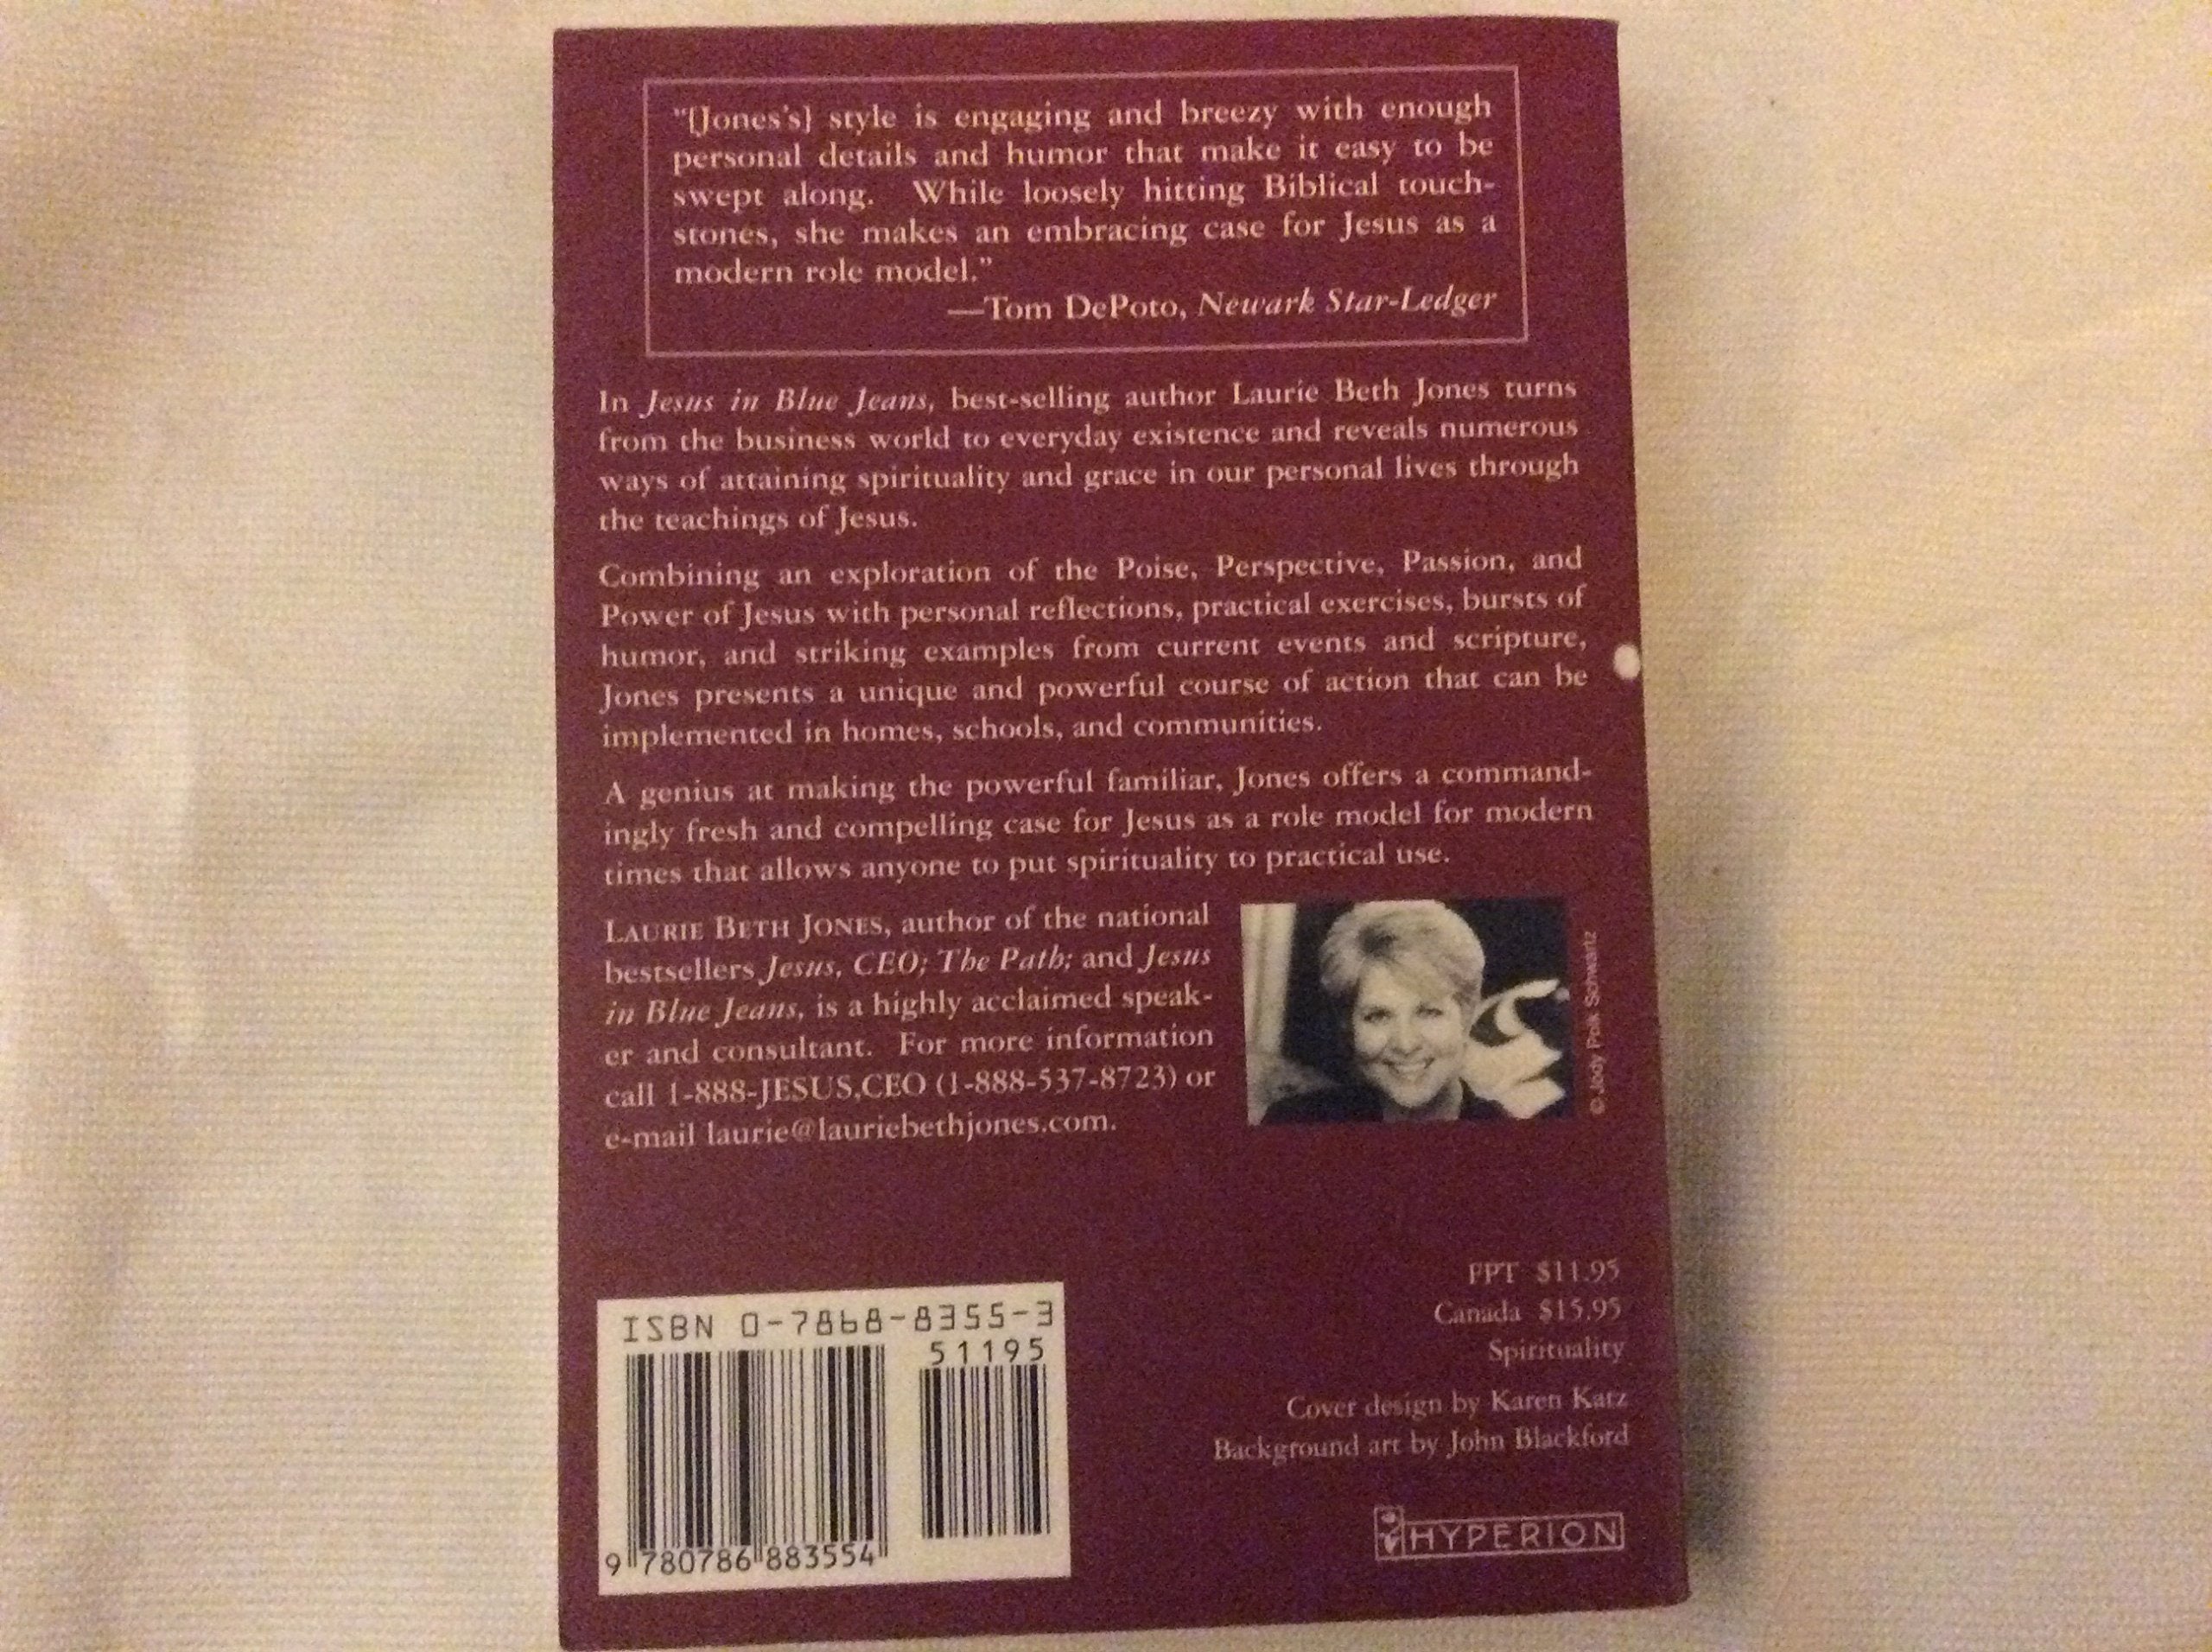 "[Jones's] style is engaging and breezy with enough
personal details and humor that make it easy to be
swept along. While loosely hitting Biblical touch-
stones, she makes an embracing case for Jesus as a
modern role model."
—Tom DePoto, Newark Star-Ledger
In Jesus in Blue Jeans, best-selling author Laurie Beth Jones turns
from the business world to everyday existence and reveals numerous
ways of attaining spirituality and grace in our personal lives through
the teachings of Jesus.
Combining an exploration of the Poise, Perspective, Passion, and
Power of Jesus with personal reflections, practical exercises, bursts of
humor, and striking examples from current events and scripture,
Jones presents a unique and powerful course of action that can be
implemented in homes, schools, and communities.
A genius at making the powerful familiar, Jones offers a command-
ingly fresh and compelling case for Jesus as a role model for modern
times that allows anyone to put spirituality to practical use.
LAURIE BETH JONES, author of the national
bestsellers Jesus, CEO; The Path; and Jesus
in Blue Jeans, is a highly acclaimed speak-
er and consultant. For more information
call 1-888-JESUS,CEO (1-888-537-8723) or
e-mail laurie@lauriebethjones.com.
© Jody Polk Schwartz
FPT $11.95
Canada $15.95
Spirituality
Cover design by Karen Katz
Background art by John Blackford
HYPERION
ISBN 0-7868-8355-3
51195
9 780786 883554